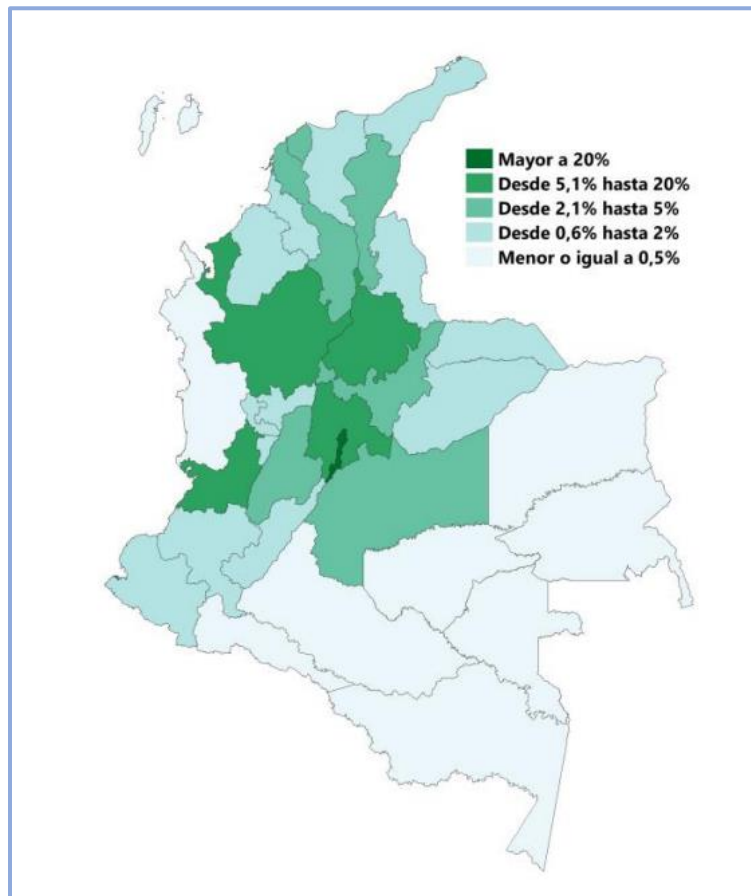 Mayor a 20%
Desde 5,1% hasta 20%
Desde 2,1% hasta 5%
Desde 0,6% hasta 2%
Menor o igual a 0,5%